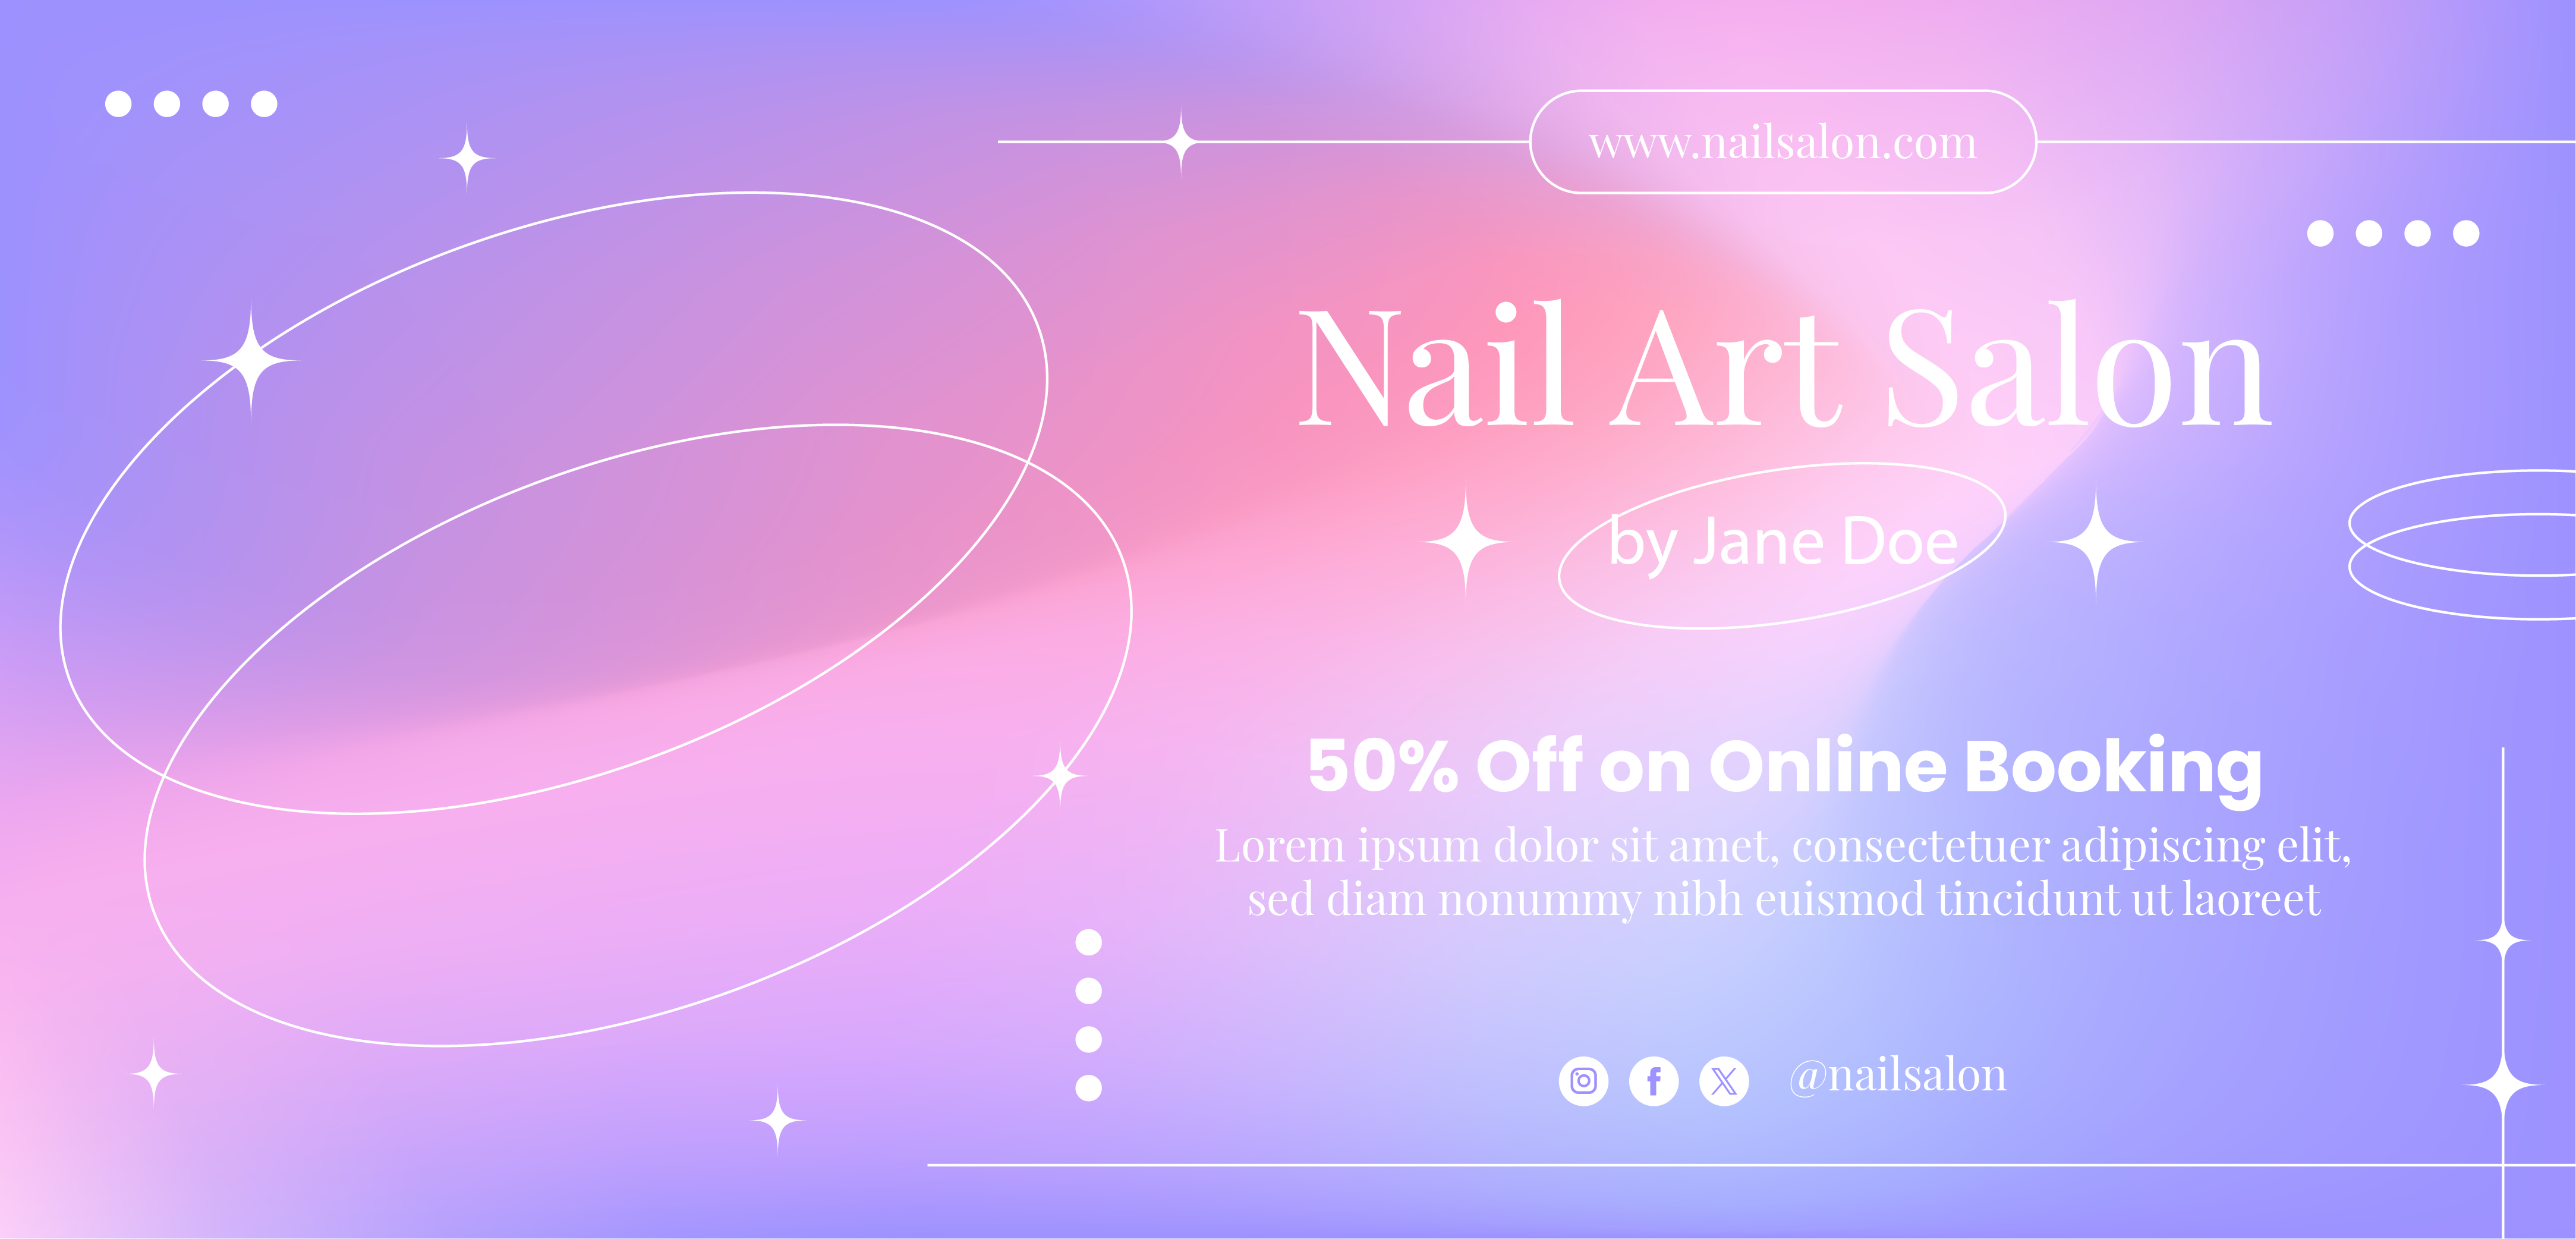 www.nailsalon.com
Nail Art Salon
by Jane Doe
50% Off on Online Booking
Lorem ipsum dolor sit amet, consectetuer adipiscing elit,
sed diam nonummy nibh euismod tincidunt ut laoreet
@nailsalon